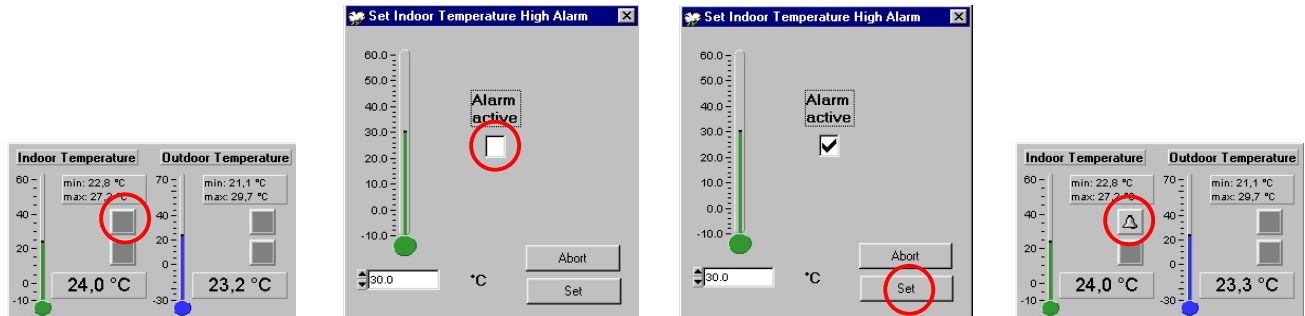 Indoor Temperature
Outdoor Temperature
60
40
20
0
-10
min: 22,8 °C
max: 27,2 °C
24,0 °C
70
40
20
0
-30
min: 21,1 °C
max: 29,7 °C
23,2 °C
Set Indoor Temperature High Alarm
60.0
50.0
40.0
30.0
20.0
10.0
0.0
-10.0
Alarm
active
30.0
°C
Abort
Set
Set Indoor Temperature High Alarm
60.0
50.0
40.0
30.0
20.0
10.0
0.0
-10.0
Alarm
active
30.0
°C
Abort
Set
Indoor Temperature
Outdoor Temperature
60
40
20
0
-10
min: 22,8 °C
max: 27,2 °C
24,0 °C
70
40
20
0
-30
min: 21,1 °C
max: 29,7 °C
23,3 °C